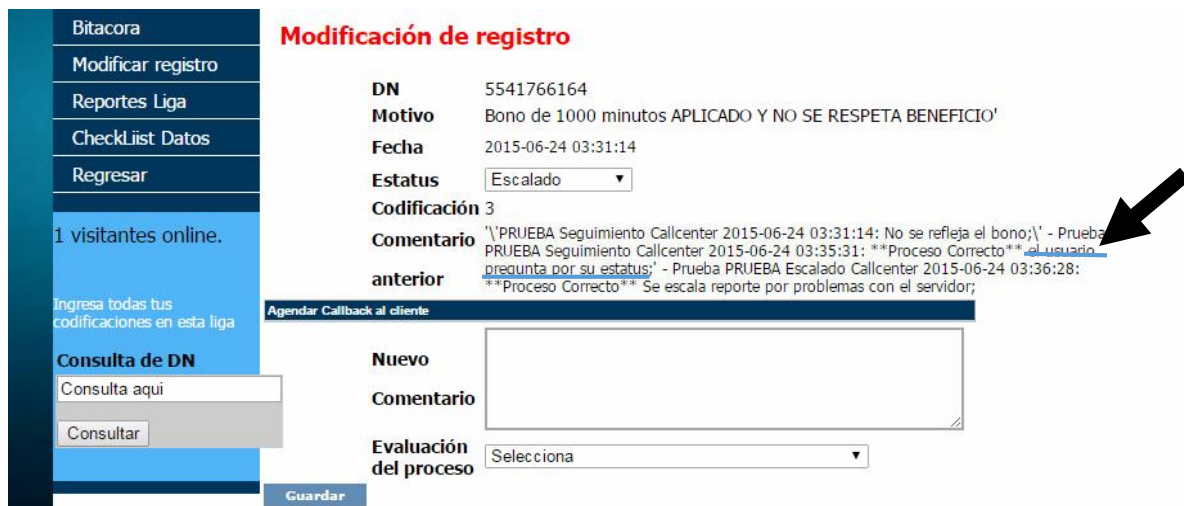 Bitacora
Modificar registro
Reportes Liga
CheckLiist Datos
Regresar
1 visitantes online.
Ingresa todas tus
codificaciones en esta liga
Consulta de DN
Consulta aqui
Consultar
Modificación de registro
DN 5541766164
Motivo Bono de 1000 minutos APLICADO Y NO SE RESPETA BENEFICIO'
Fecha 2015-06-24 03:31:14
Estatus Escalado
Codificación 3
Comentario anterior
'\'PRUEBA Seguimiento Callcenter 2015-06-24 03:31:14: No se refleja el bono;\' - Prueba
PRUEBA Seguimiento Callcenter 2015-06-24 03:35:31: **Proceso Correcto** el usuario
pregunta por su estatus;' - Prueba PRUEBA Escalado Callcenter 2015-06-24 03:36:28:
**Proceso Correcto** Se escala reporte por problemas con el servidor;
Agendar Callback al cliente
Nuevo
Comentario
Evaluación
del proceso Selecciona
Guardar